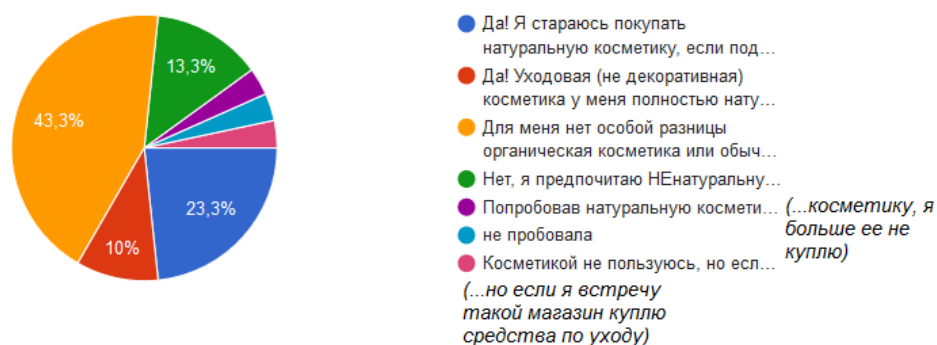 13,3%
43,3%
23,3%
10%
Да! Я стараюсь покупать
натуральную косметику, если под…
Да! Уходовая (не декоративная)
косметика у меня полностью нату…
Для меня нет особой разницы
органическая косметика или обыч…
Нет, я предпочитаю НЕнатуральну…
Попробовав натуральную космети…
(...косметику, я
больше ее не
куплю)
не пробовала
Косметикой не пользуюсь, но есл…
(...но если я встречу
такой магазин куплю
средства по уходу)